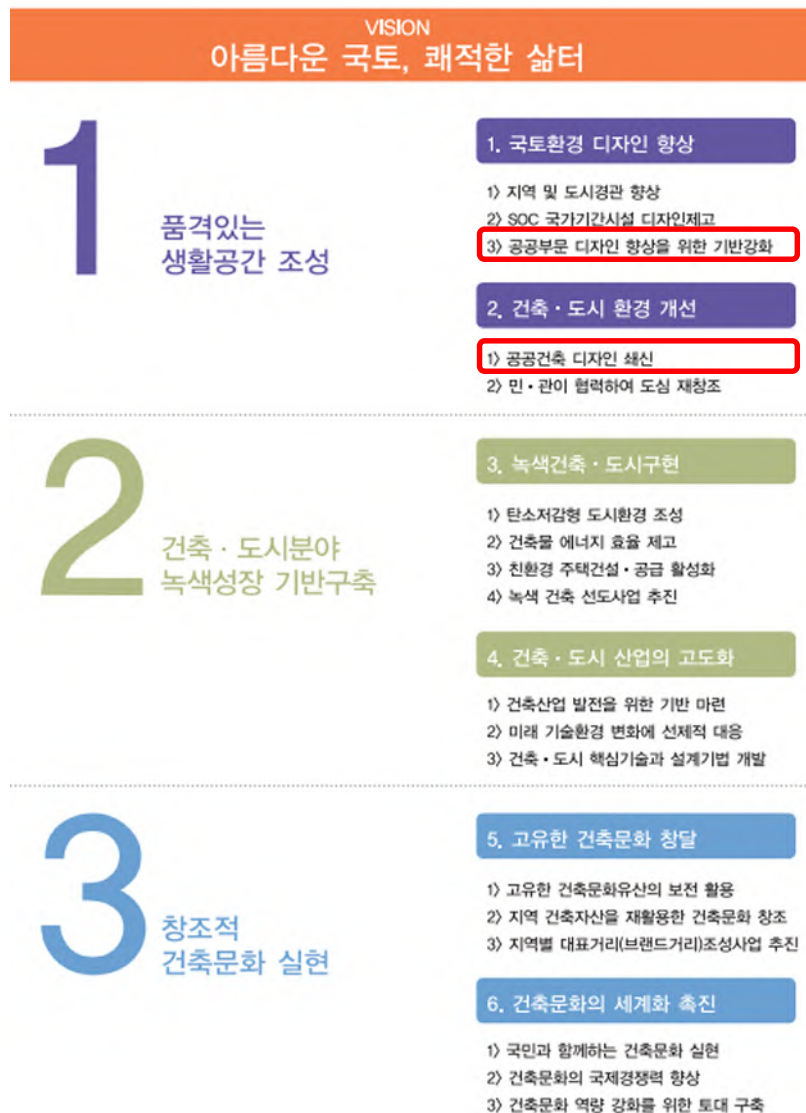 VISION
아름다운 국토, 쾌적한 삶터
1
품격있는
생활공간 조성
1. 국토환경 디자인 향상
1) 지역 및 도시경관 향상
2) SOC 국가기간시설 디자인제고
3) 공공부문 디자인 향상을 위한 기반강화
2. 건축·도시 환경 개선
1) 공공건축 디자인 쇄신
2) 민·관이 협력하여 도심 재창조
2
건축·도시분야
녹색성장 기반구축
3. 녹색건축·도시구현
1) 탄소저감형 도시환경 조성
2) 건축물 에너지 효율 제고
3) 친환경 주택건설·공급 활성화
4) 녹색 건축 선도사업 추진
4. 건축·도시 산업의 고도화
1) 건축산업 발전을 위한 기반 마련
2) 미래 기술환경 변화에 선제적 대응
3) 건축·도시 핵심기술과 설계기법 개발
3
창조적
건축문화 실현
5. 고유한 건축문화 창달
1) 고유한 건축문화유산의 보전 활용
2) 지역 건축자산을 재활용한 건축문화 창조
3) 지역별 대표거리(브랜드거리)조성사업 추진
6. 건축문화의 세계화 촉진
1) 국민과 함께하는 건축문화 실현
2) 건축문화의 국제경쟁력 향상
3) 건축문화 역량 강화를 위한 토대 구축